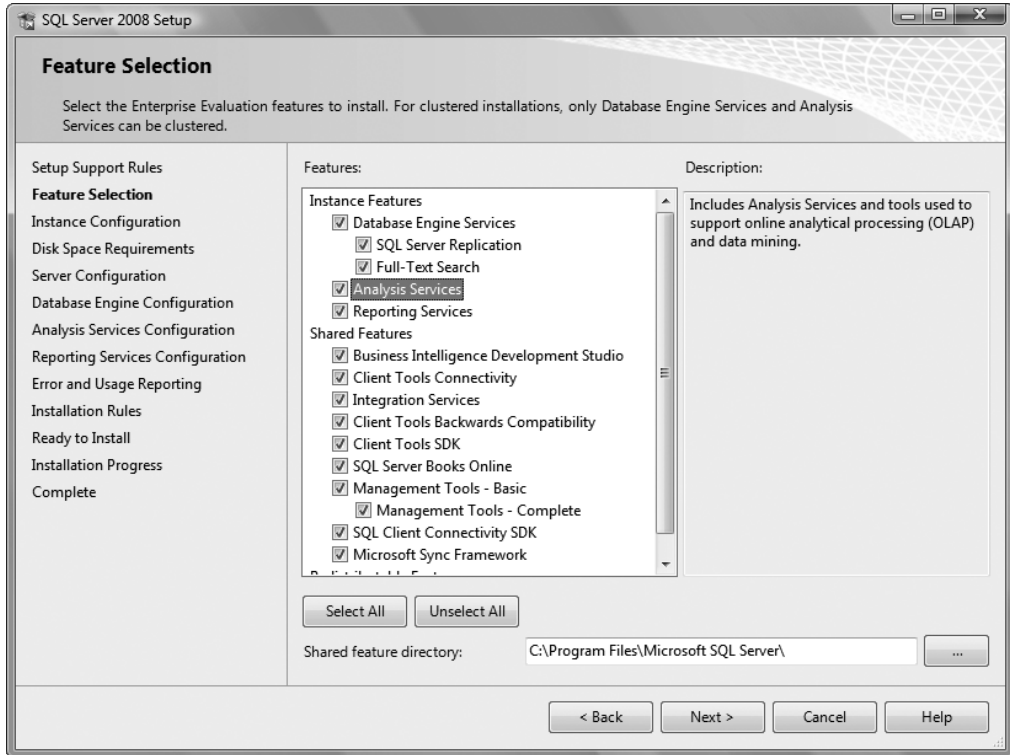 SQL Server 2008 Setup
Feature Selection
Select the Enterprise Evaluation features to install. For clustered installations, only Database Engine Services and Analysis
Services can be clustered.
Setup Support Rules
Feature Selection
Instance Configuration
Disk Space Requirements
Server Configuration
Database Engine Configuration
Analysis Services Configuration
Reporting Services Configuration
Error and Usage Reporting
Installation Rules
Ready to Install
Installation Progress
Complete
Features:
Instance Features
Database Engine Services
SQL Server Replication
Full-Text Search
Analysis Services
Reporting Services
Shared Features
Business Intelligence Development Studio
Client Tools Connectivity
Integration Services
Client Tools Backwards Compatibility
Client Tools SDK
SQL Server Books Online
Management Tools - Basic
Management Tools - Complete
SQL Client Connectivity SDK
Microsoft Sync Framework
Description:
Includes Analysis Services and tools used to
support online analytical processing (OLAP)
and data mining.
Select All
Unselect All
Shared feature directory:
C:\Program Files\Microsoft SQL Server\
...
< Back
Next >
Cancel
Help